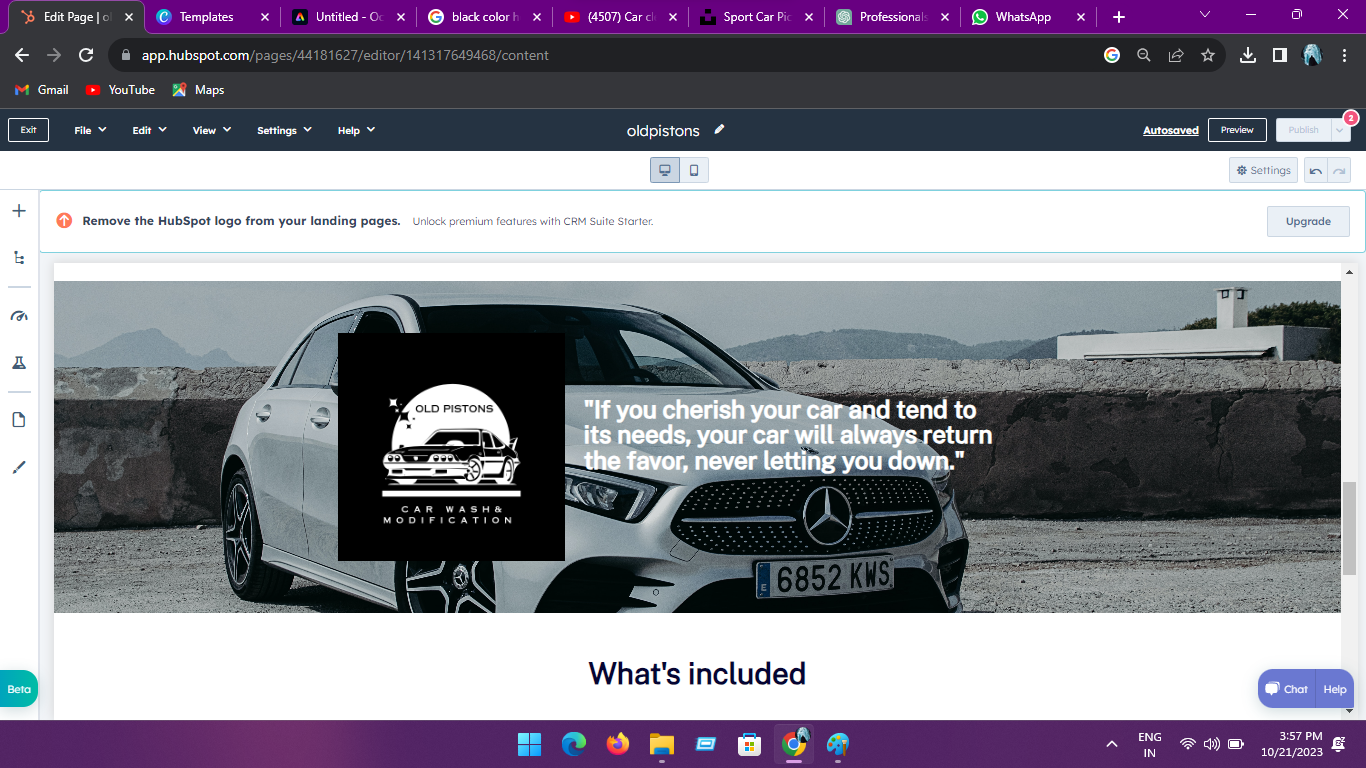 Edit Page | ol
Templates
Untitled - Oc
black color h
(4507) Car cl
Sport Car Pic
Professionals
WhatsApp
app.hubspot.com/pages/44181627/editor/141317649468/content
Gmail
YouTube
Maps
Exit
File
Edit
View
Settings
Help
oldpistons
Autosaved
Preview
Publish
2
Settings
Remove the HubSpot logo from your landing pages.
Unlock premium features with CRM Suite Starter.
Upgrade
OLD PISTONS
CAR WASH&
MODIFICATION
"If you cherish your car and tend to
its needs, your car will always return
the favor, never letting you down."
E
6852 KWS
What's included
Beta
Chat
Help
ENG
IN
3:57 PM
10/21/2023